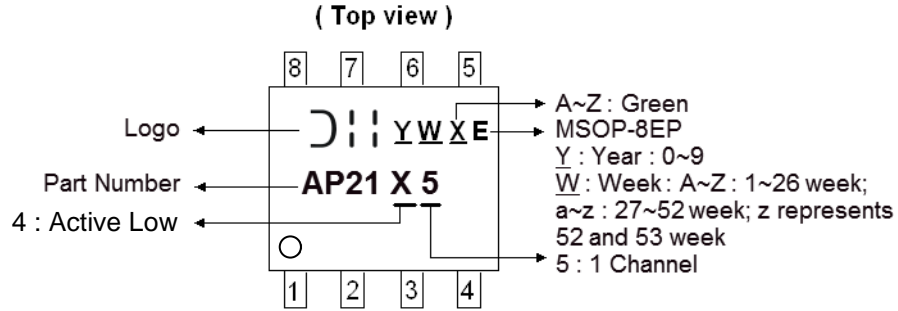 ( Top view )
8 7 6 5
Logo
Y W X E
A~Z : Green
MSOP-8EP
Y : Year : 0~9
W : Week : A~Z : 1~26 week;
a~z : 27~52 week; z represents
52 and 53 week
5 : 1 Channel
Part Number
AP21 X 5
4 : Active Low
1 2 3 4